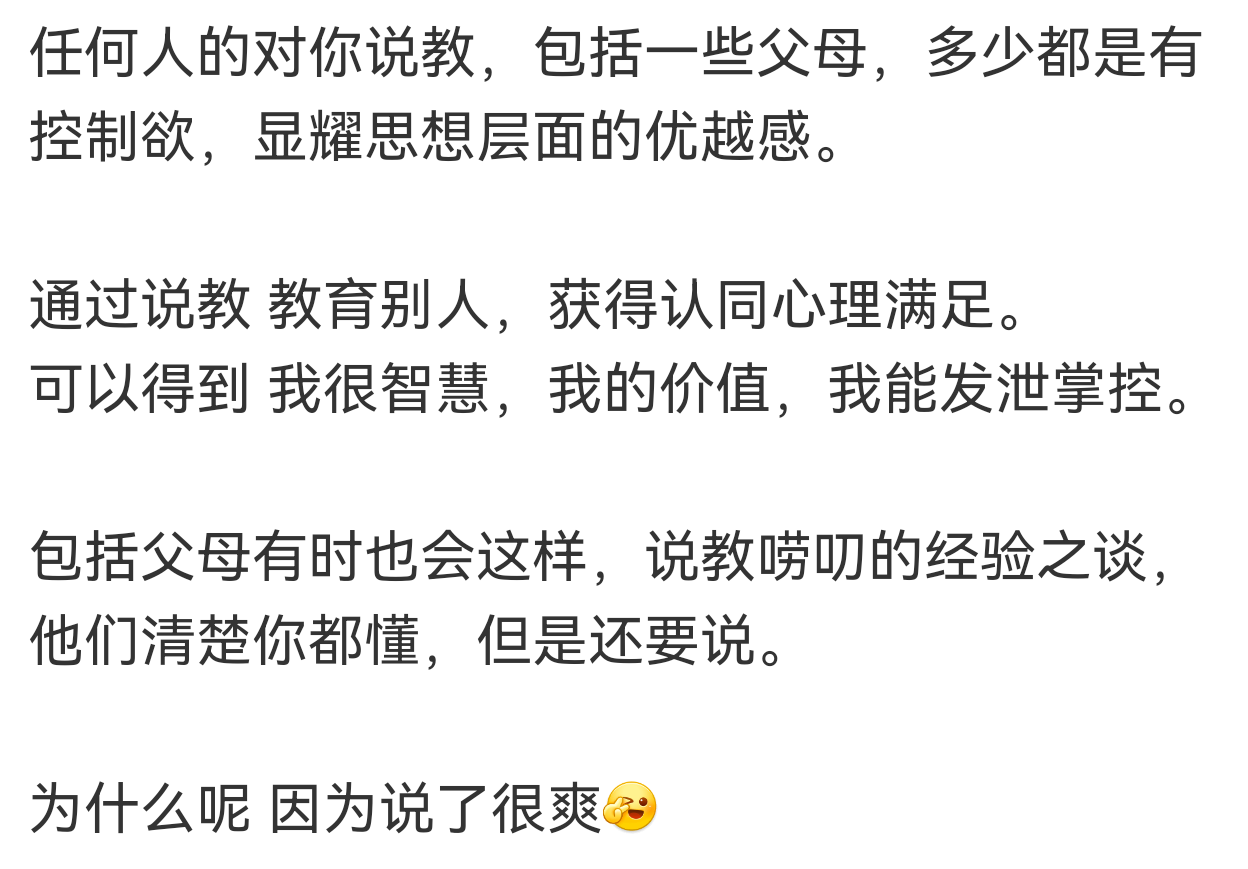 任何人的对你说教，包括一些父母，多少都是有
控制欲，显耀思想层面的优越感。
通过说教 教育别人，获得认同心理满足。
可以得到 我很智慧，我的价值，我能发泄掌控。
包括父母有时也会这样，说教唠叨的经验之谈，
他们清楚你都懂，但是还要说。
为什么呢 因为说了很爽